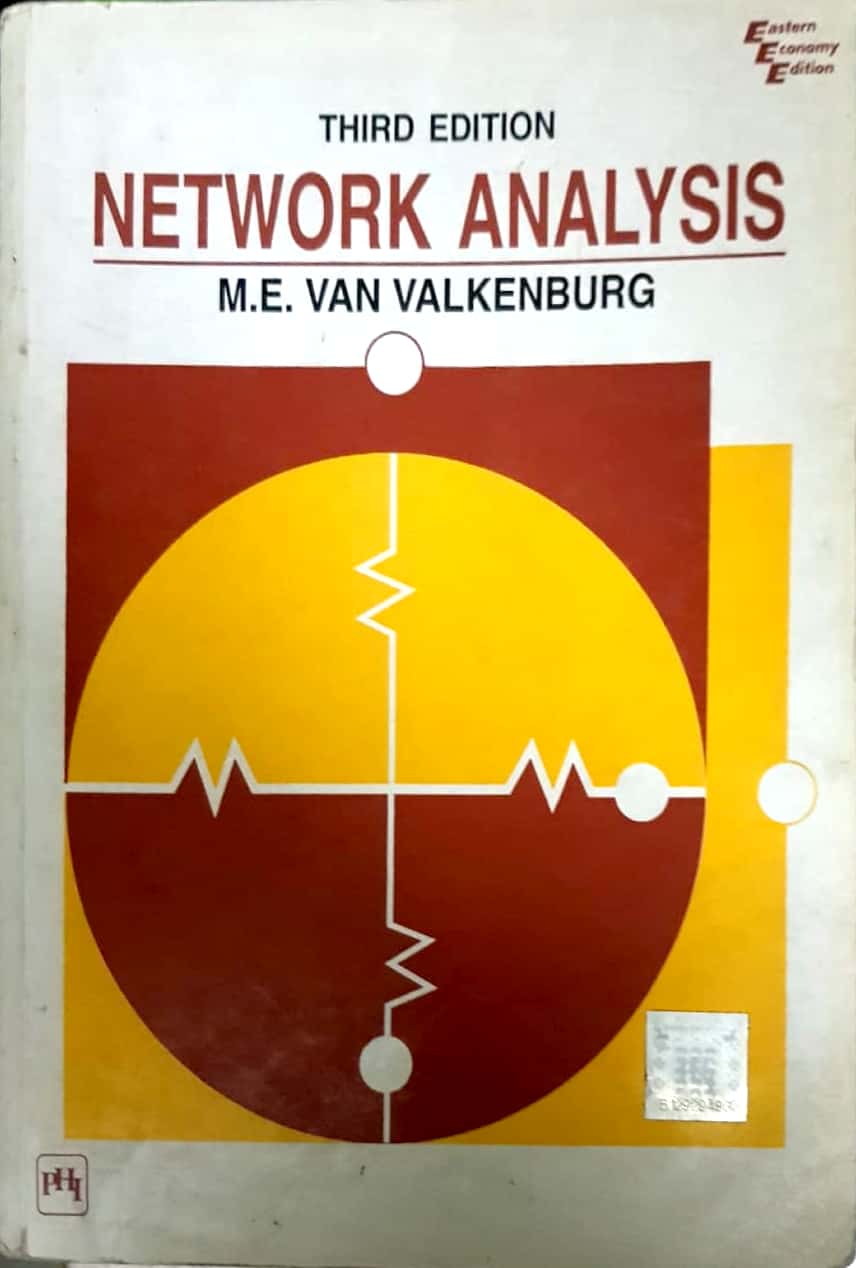 Eastern
Economy
Edition
THIRD EDITION
NETWORK ANALYSIS
M.E. VAN VALKENBURG
PHI